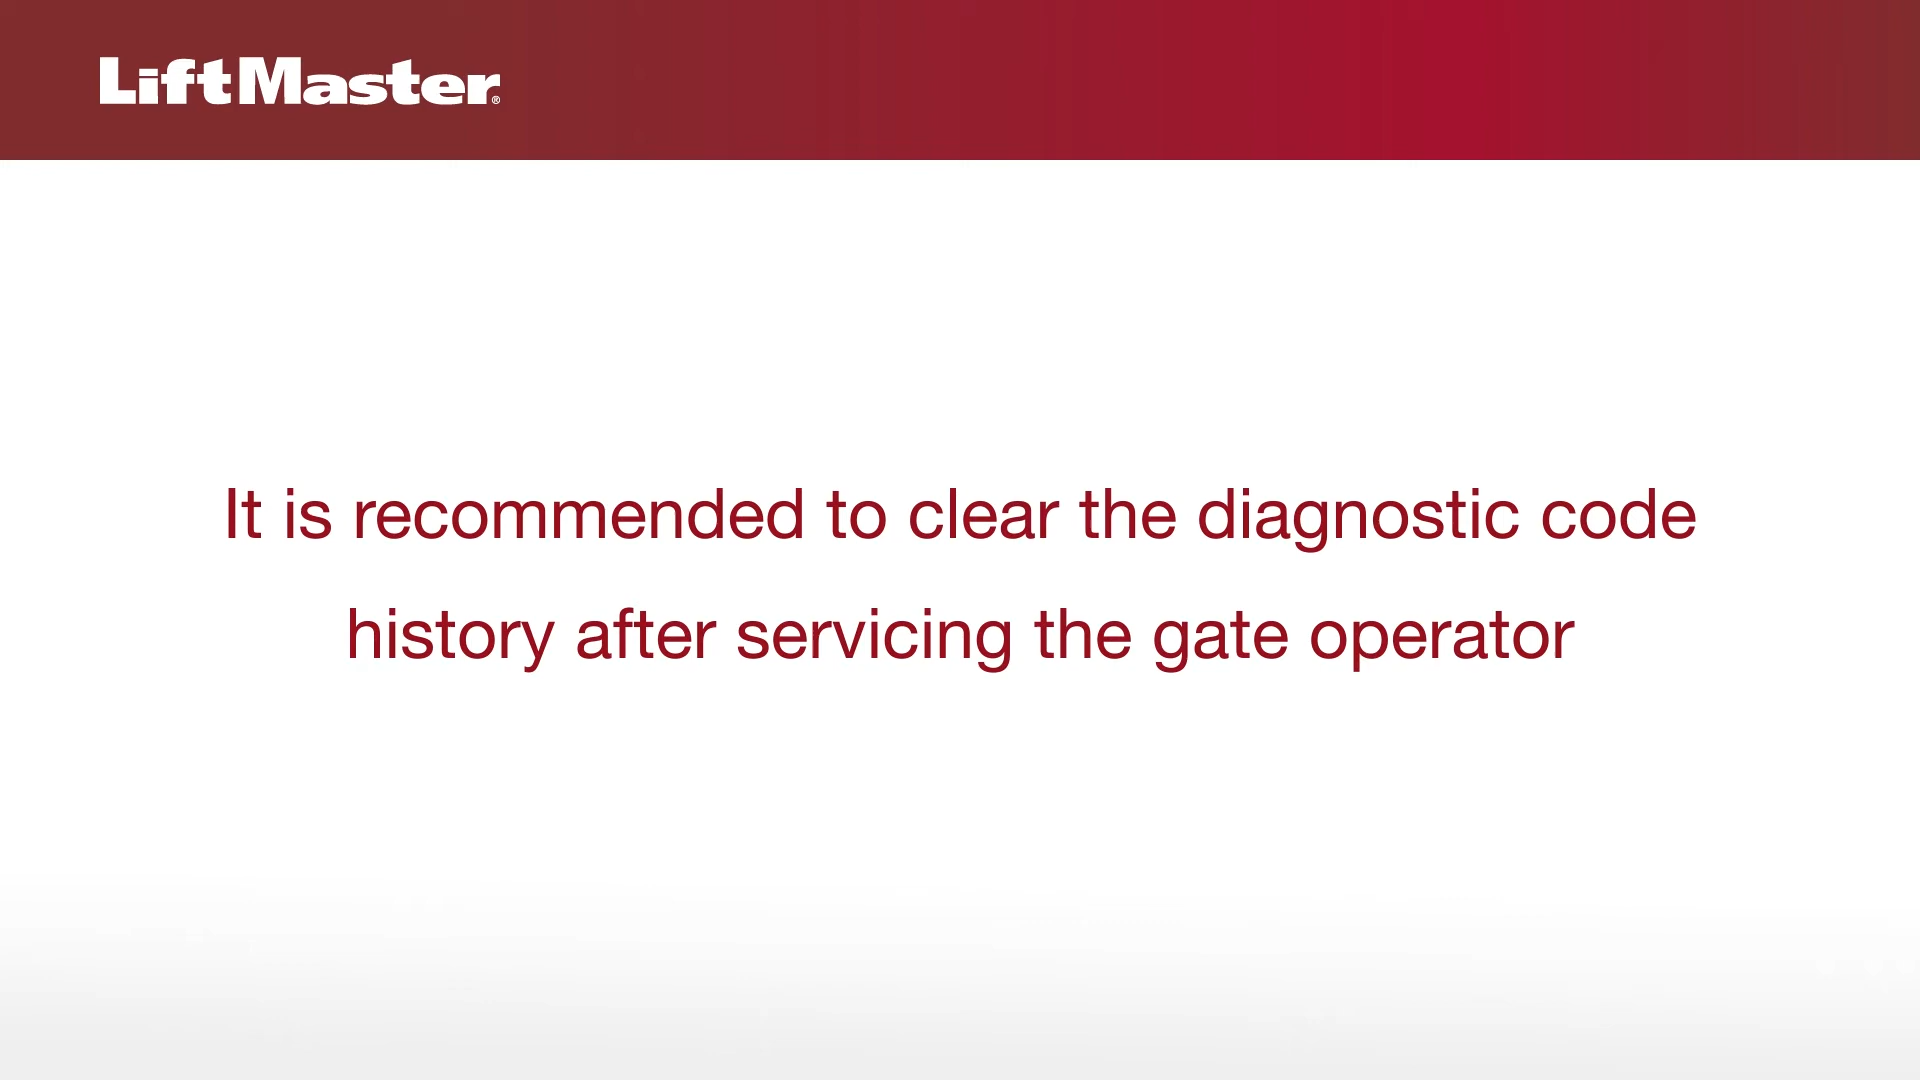 LiftMaster®
It is recommended to clear the diagnostic code
history after servicing the gate operator